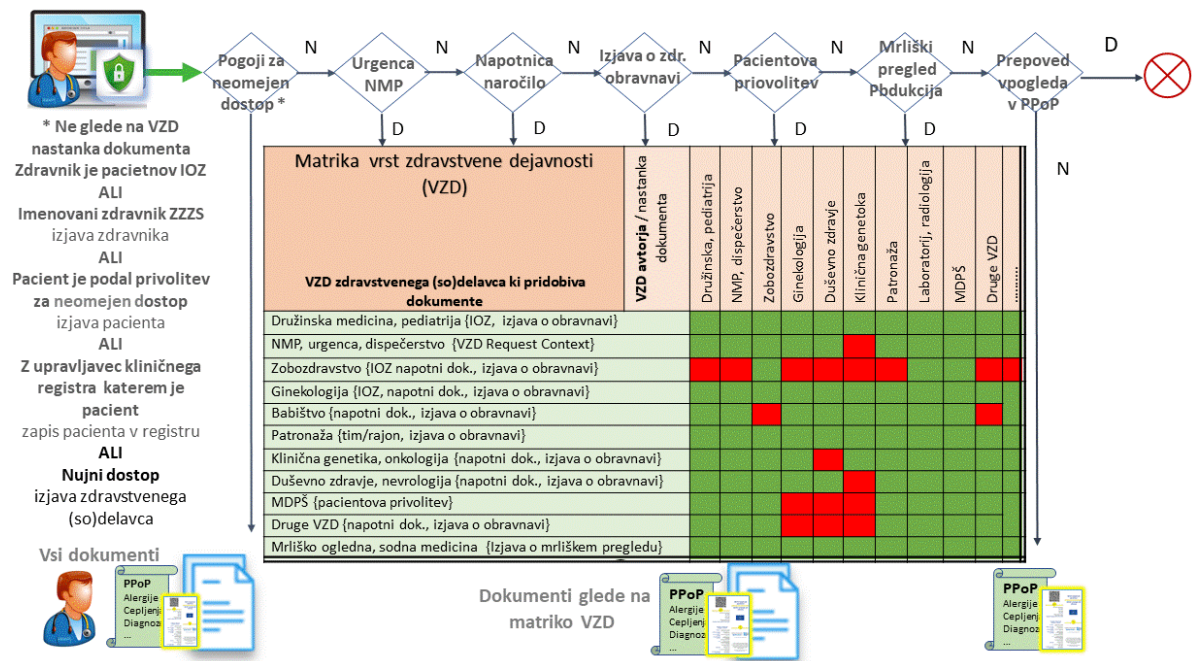 Pogoji za
neomejen
dostop *
N
Urgenca
NMP
N
Napotnica
naročilo
N
Izjava o zdr.
obravnavi
N
Pacientova
priovolitev
N
Mrliški
pregled
Pbdukcija
N
Prepoved
vpogleda
v PPoP
D
D
D
D
D
D
N
* Ne glede na VZD
nastanka dokumenta
Zdravnik je pacietnov IOZ
ALI
Imenovani zdravnik ZZZS
izjava zdravnika
ALI
Pacient je podal privolitev
za neomejen dostop
izjava pacienta
ALI
Z upravljavec kliničnega
registra katerem je
pacient
zapis pacienta v registru
ALI
Nujni dostop
izjava zdravstvenega
(so)delavca
Matrika vrst zdravstvene dejavnosti
(VZD)
VZD zdravstvenega (so)delavca ki pridobiva
dokumente
VZD avtorja / nastanka
dokumenta
Družinska, pediatrija
NMP, dispečerstvo
Zobozdravstvo
Ginekologija
Duševno zdravje
Klinična genetoka
Patronaža
Laboratorij, radiologija
MDPŠ
Druge VZD
Družinska medicina, pediatrija {IOZ, izjava o obravnavi}
NMP, urgenca, dispečerstvo {VZD Request Context}
Zobozdravstvo {IOZ napotni dok., izjava o obravnavi}
Ginekologija {IOZ, napotni dok., izjava o obravnavi}
Babištvo {napotni dok., izjava o obravnavi}
Patronaža {tim/rajon, izjava o obravnavi}
Klinična genetika, onkologija {napotni dok., izjava o obravnavi}
Duševno zdravje, nevrologija {napotni dok., izjava o obravnavi}
MDPŠ {pacientova privolitev}
Druge VZD {napotni dok., izjava o obravnavi}
Mrliško ogledna, sodna medicina {Izjava o mrliškem pregledu}
Vsi dokumenti
PPoP
Alergije
Cepljenja
Diagnoz
...
Dokumenti glede na
matriko VZD
PPoP
Alergije
Cepljenj
Diagnoz
...
PPoP
Alergije
Cepljenj
Diagnoz
...